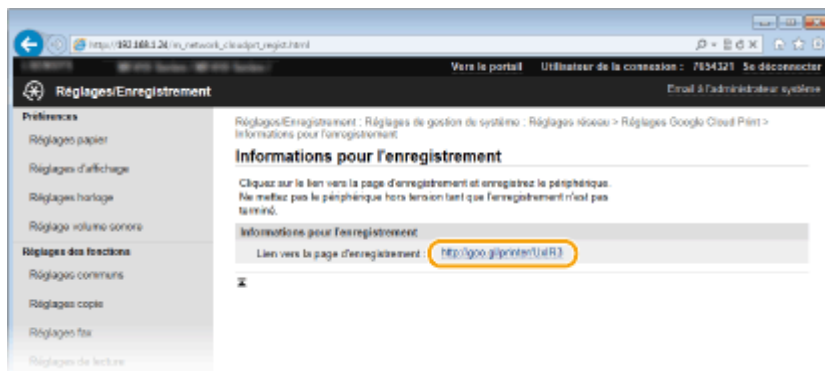 http://192.168.1.24/m_network_cloudprt_regist.html
Vers le portail Utilisateur de la connexion : 7654321 Se déconnecter
Réglages/Enregistrement
Email à l'administrateur système
Préférences
Réglages papier
Réglages d'affichage
Réglages horloge
Réglage volume sonore
Réglages des fonctions
Réglages communs
Réglages copie
Réglages fax
Réglages de lecture
Réglages/Enregistrement : Réglages de gestion de système : Réglages réseau > Réglages Google Cloud Print >
Informations pour l'enregistrement
Informations pour l'enregistrement
Cliquez sur le lien vers la page d'enregistrement et enregistrez le périphérique.
Ne mettez pas le périphérique hors tension tant que l'enregistrement n'est pas
terminé.
Informations pour l'enregistrement
Lien vers la page d'enregistrement : http://goo.gl/printer/UxIR3